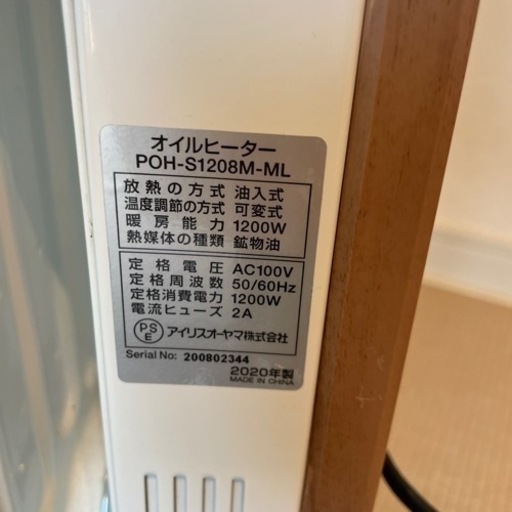 オイルヒーター
POH-S1208M-ML
放熱の方式 油入式
温度調節の方式 可変式
暖房能力 1200W
熱媒体の種類 鉱物油
定格電圧 AC100V
定格周波数 50/60Hz
定格消費電力 1200W
電流ヒューズ 2A
PSE アイリスオーヤマ株式会社
Serial No: 200802344
2020年製
MADE IN CHINA